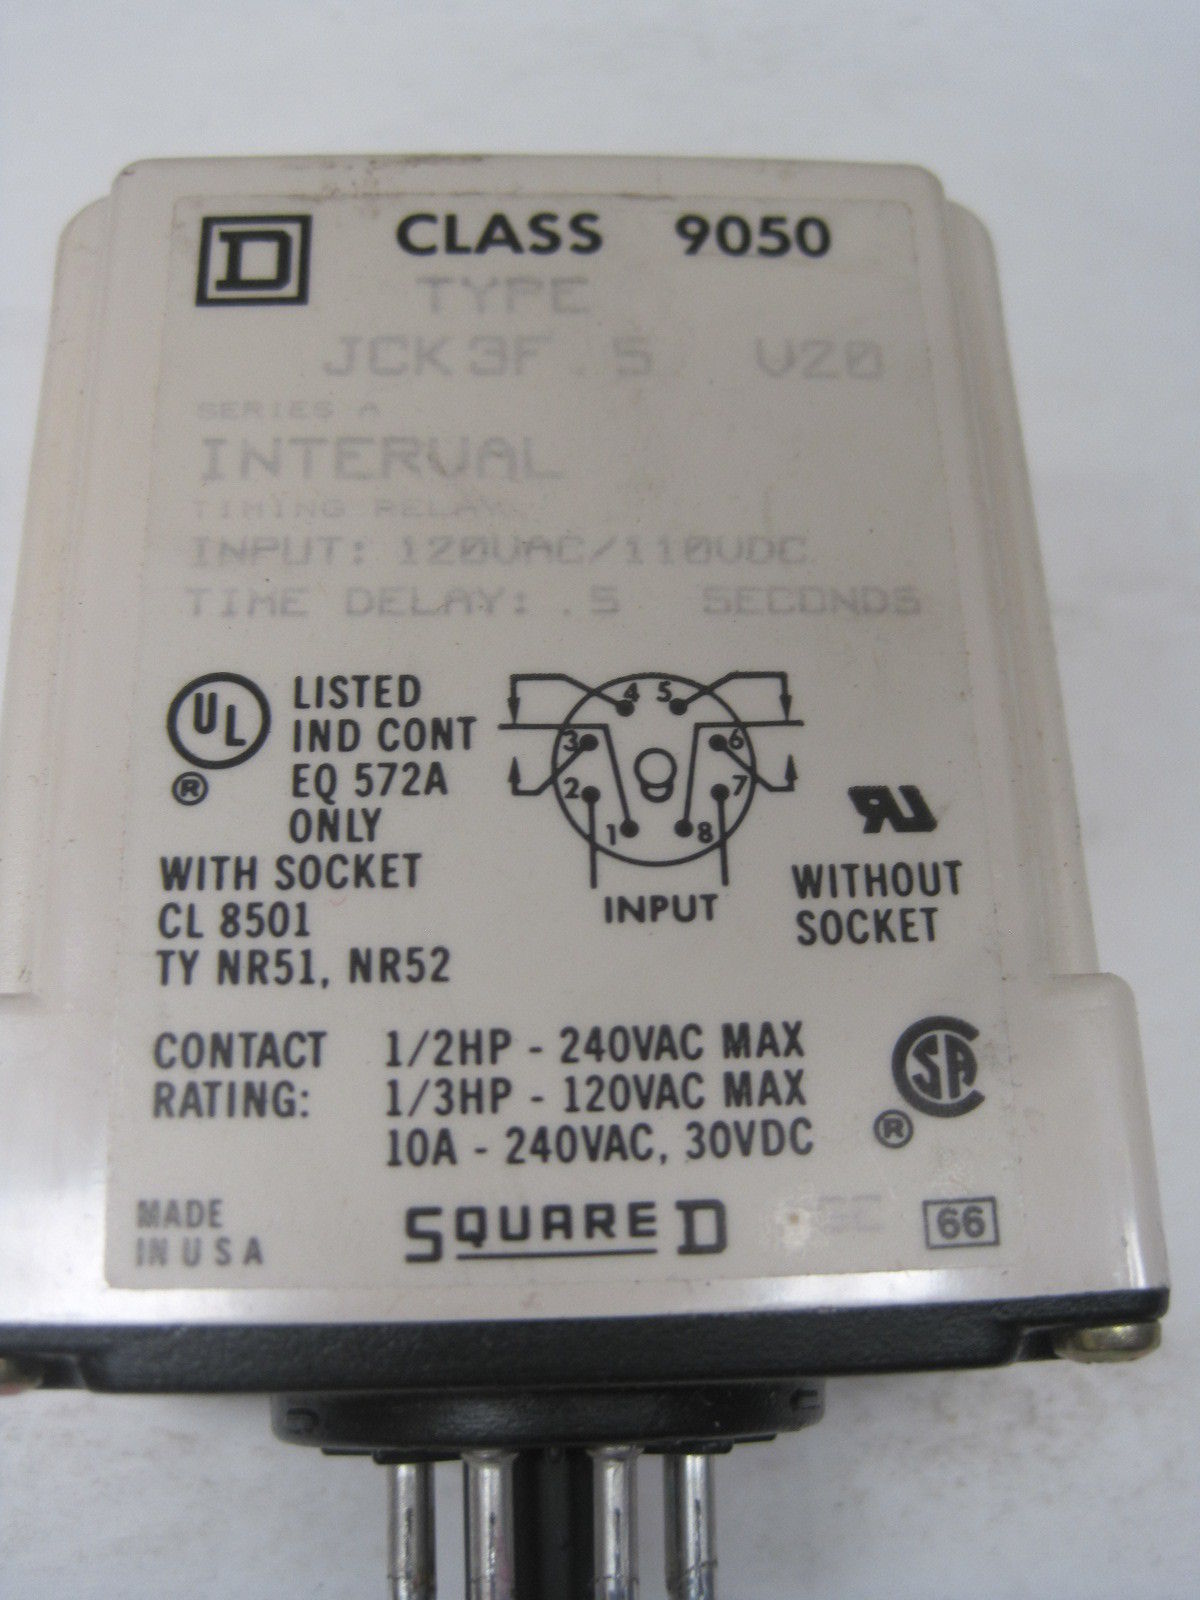 D CLASS 9050
TYPE
JCK3F.5 V20
SERIES A
INTERVAL
TIMING RELAY
INPUT: 120VAC/110VDC
TIME DELAY: .5 SECONDS
UL LISTED
IND CONT
® EQ 572A
ONLY
WITH SOCKET
CL 8501
TY NR51, NR52
4 5
3 6
2 7
1 8
INPUT
WITHOUT
SOCKET
CONTACT 1/2HP - 240VAC MAX
RATING: 1/3HP - 120VAC MAX
10A - 240VAC, 30VDC
SA
®
MADE
IN USA
SQUARE D
66